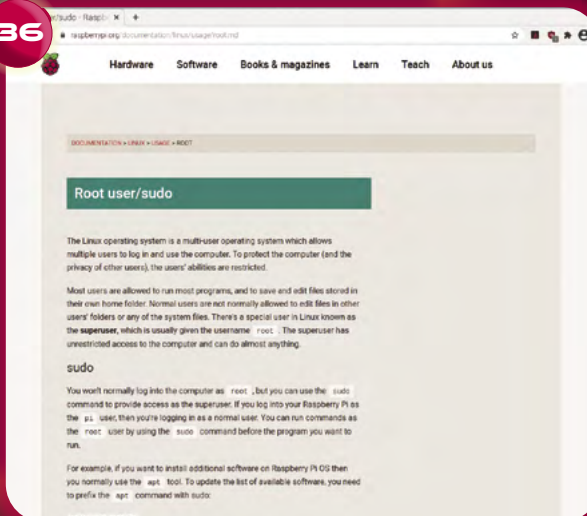 36
t/sudo - Raspb
raspberrypi.org/documentation/linux/usage/root.md
Hardware Software Books & magazines Learn Teach About us
DOCUMENTATION > LINUX > USAGE > ROOT
Root user/sudo
The Linux operating system is a multi-user operating system which allows
multiple users to log in and use the computer. To protect the computer (and the
privacy of other users), the users' abilities are restricted.
Most users are allowed to run most programs, and to save and edit files stored in
their own home folder. Normal users are not normally allowed to edit files in other
users' folders or any of the system files. There's a special user in Linux known as
the superuser, which is usually given the username root . The superuser has
unrestricted access to the computer and can do almost anything.
sudo
You won't normally log into the computer as root , but you can use the sudo
command to provide access as the superuser. If you log into your Raspberry Pi as
the pi user, then you're logging in as a normal user. You can run commands as
the root user by using the sudo command before the program you want to
run.
For example, if you want to install additional software on Raspberry Pi OS then
you normally use the apt tool. To update the list of available software, you need
to prefix the apt command with sudo: